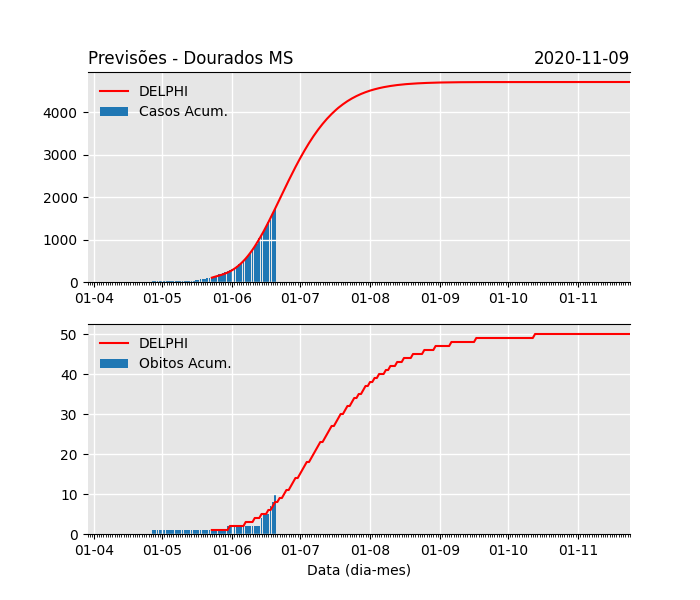 Previsões - Dourados MS 2020-11-09
DELPHI
Casos Acum.
4000
3000
2000
1000
0
01-04 01-05 01-06 01-07 01-08 01-09 01-10 01-11
DELPHI
Obitos Acum.
50
40
30
20
10
0
01-04 01-05 01-06 01-07 01-08 01-09 01-10 01-11
Data (dia-mes)